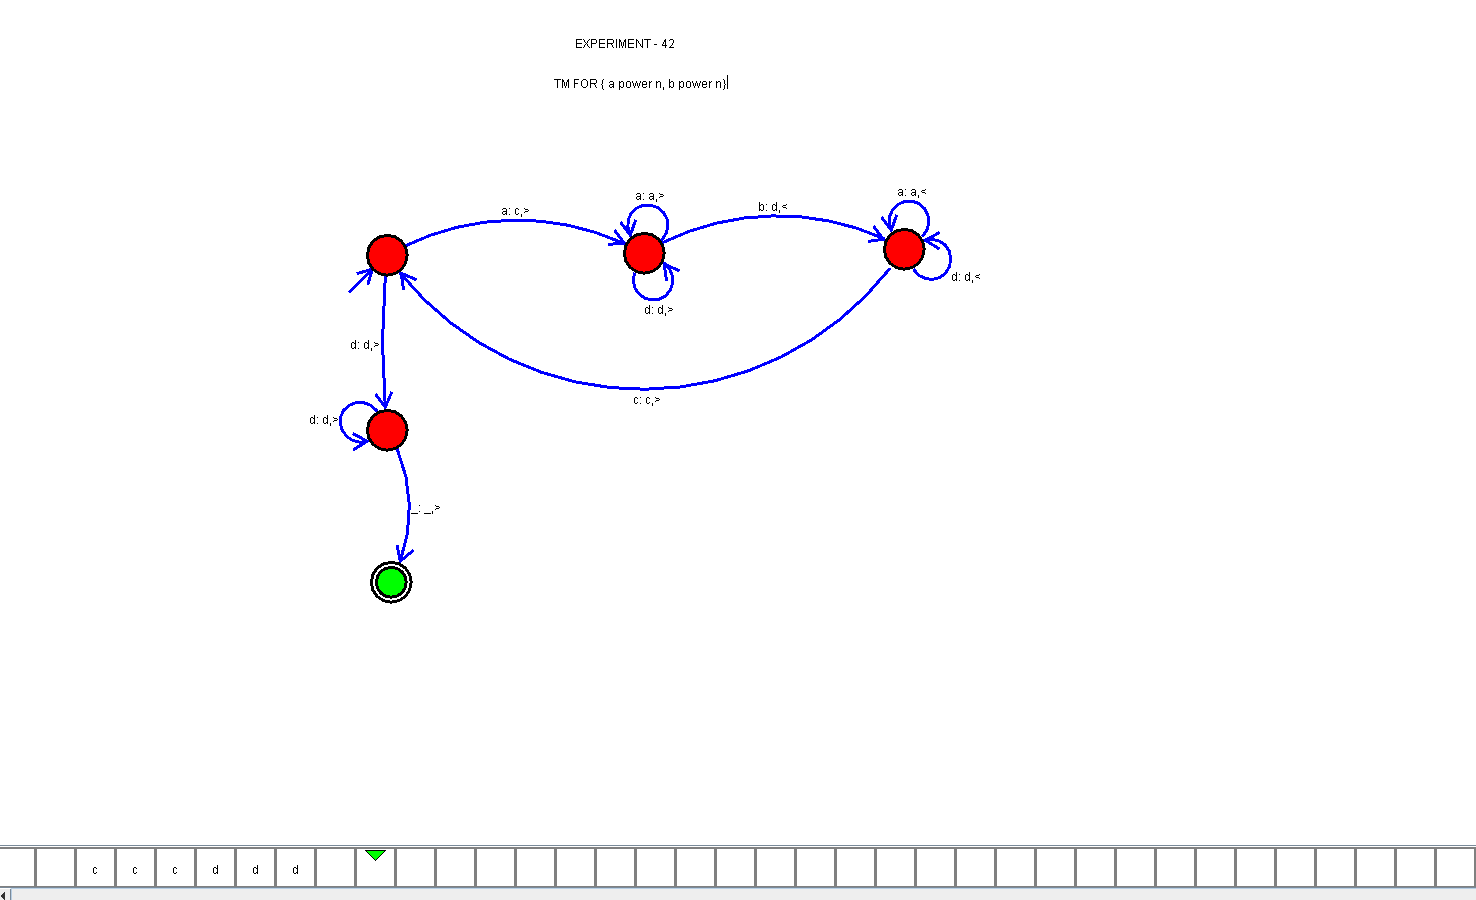 EXPERIMENT - 42
TM FOR { a power n, b power n}
a: a,<
a: a,>
b: d,<
a: c,>
d: d,<
d: d,>
d: d,>
c: c,>
d: d,>
_: _,>
c c c d d d